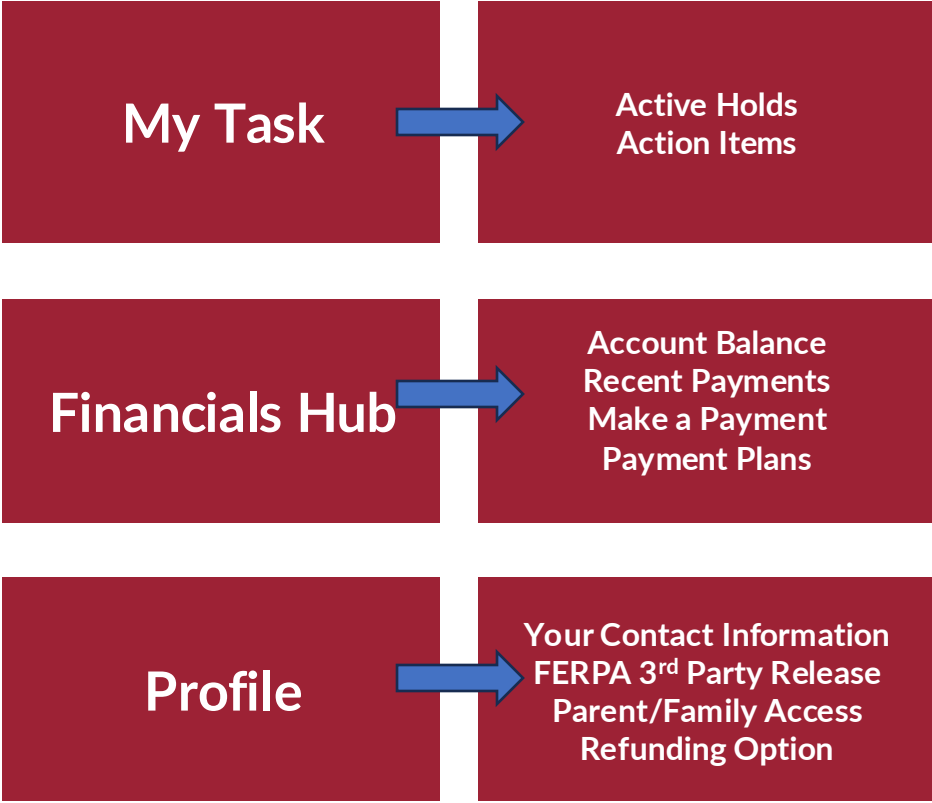 My Task
Active Holds
Action Items
Financials Hub
Account Balance
Recent Payments
Make a Payment
Payment Plans
Profile
Your Contact Information
FERPA 3rd Party Release
Parent/Family Access
Refunding Option